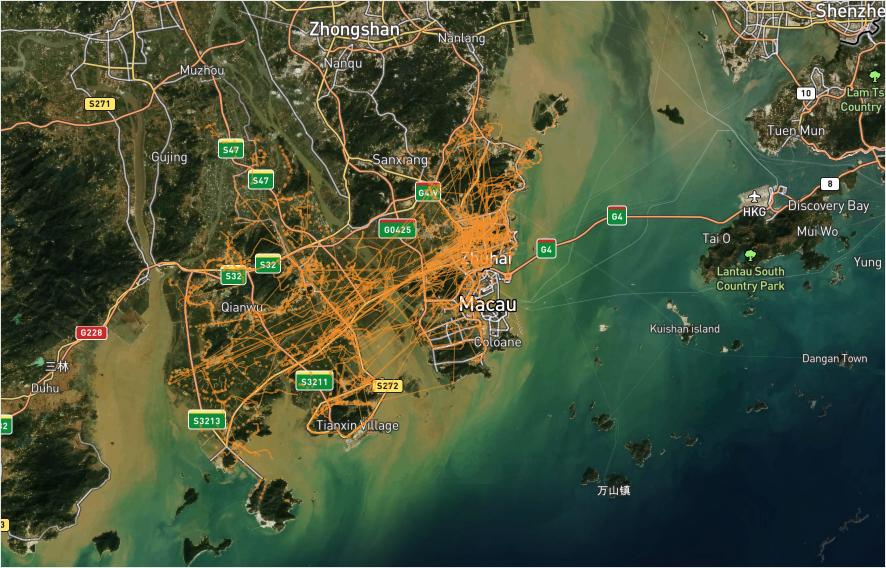 Shenzhe
Zhongshan
Nanlang
Nanqu
Muzhou
S271
10
Lam Ts
Country
Tuen Mun
S47
Gujing
Sanxiang
S47
8
HKG
Discovery Bay
G4
G0425
Mui Wo
Tai O
G4
S32
S32
Yung
Lantau South
Country Park
Qianwu
Macau
G228
Kuishan island
Coloane
三林
Dangan Town
Duhu
S3211
S272
S3213
Tianxin Village
万山镇
3